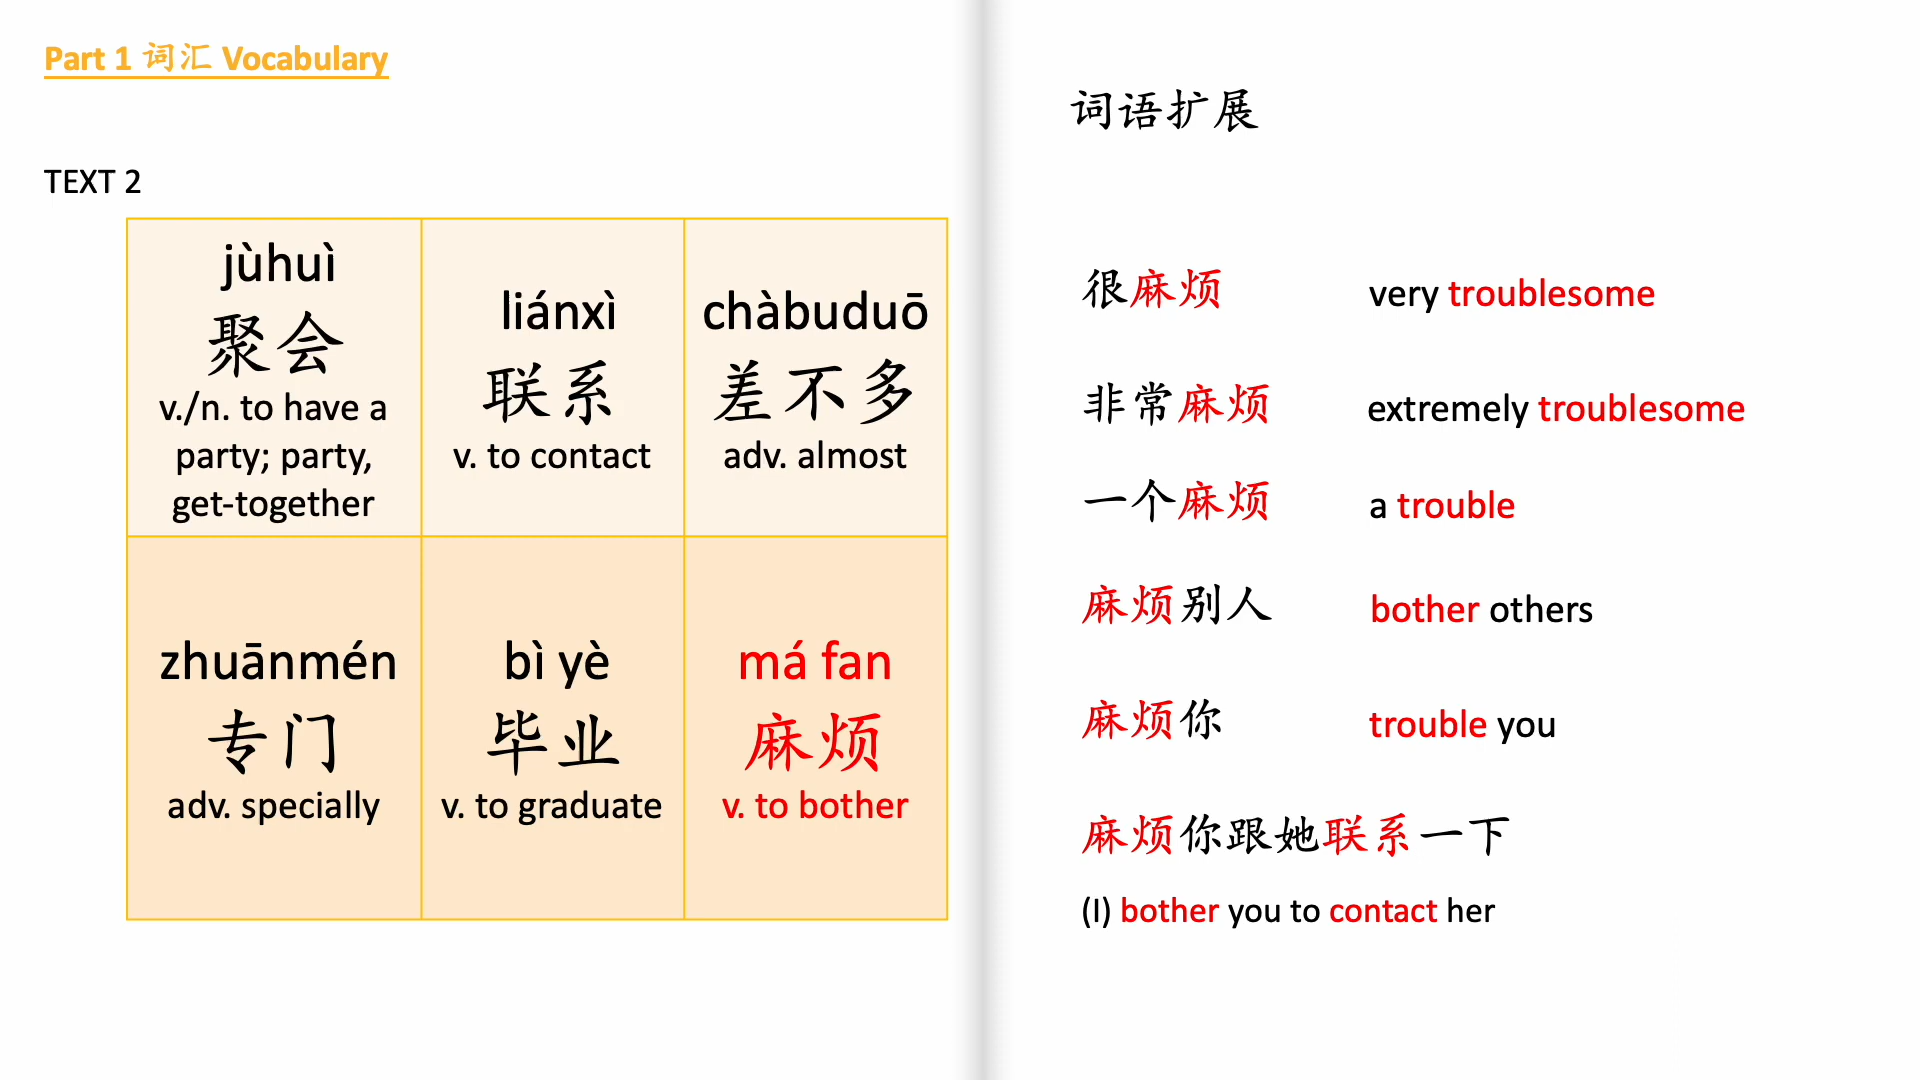 Part 1 词汇 Vocabulary
TEXT 2
jùhuì
聚会
v./n. to have a
party; party,
get-together
liánxì
联系
v. to contact
chàbuduō
差不多
adv. almost
zhuānmén
专门
adv. specially
bì yè
毕业
v. to graduate
má fan
麻烦
v. to bother
词语扩展
很麻烦 very troublesome
非常麻烦 extremely troublesome
一个麻烦 a trouble
麻烦别人 bother others
麻烦你 trouble you
麻烦你跟她联系一下
(I) bother you to contact her